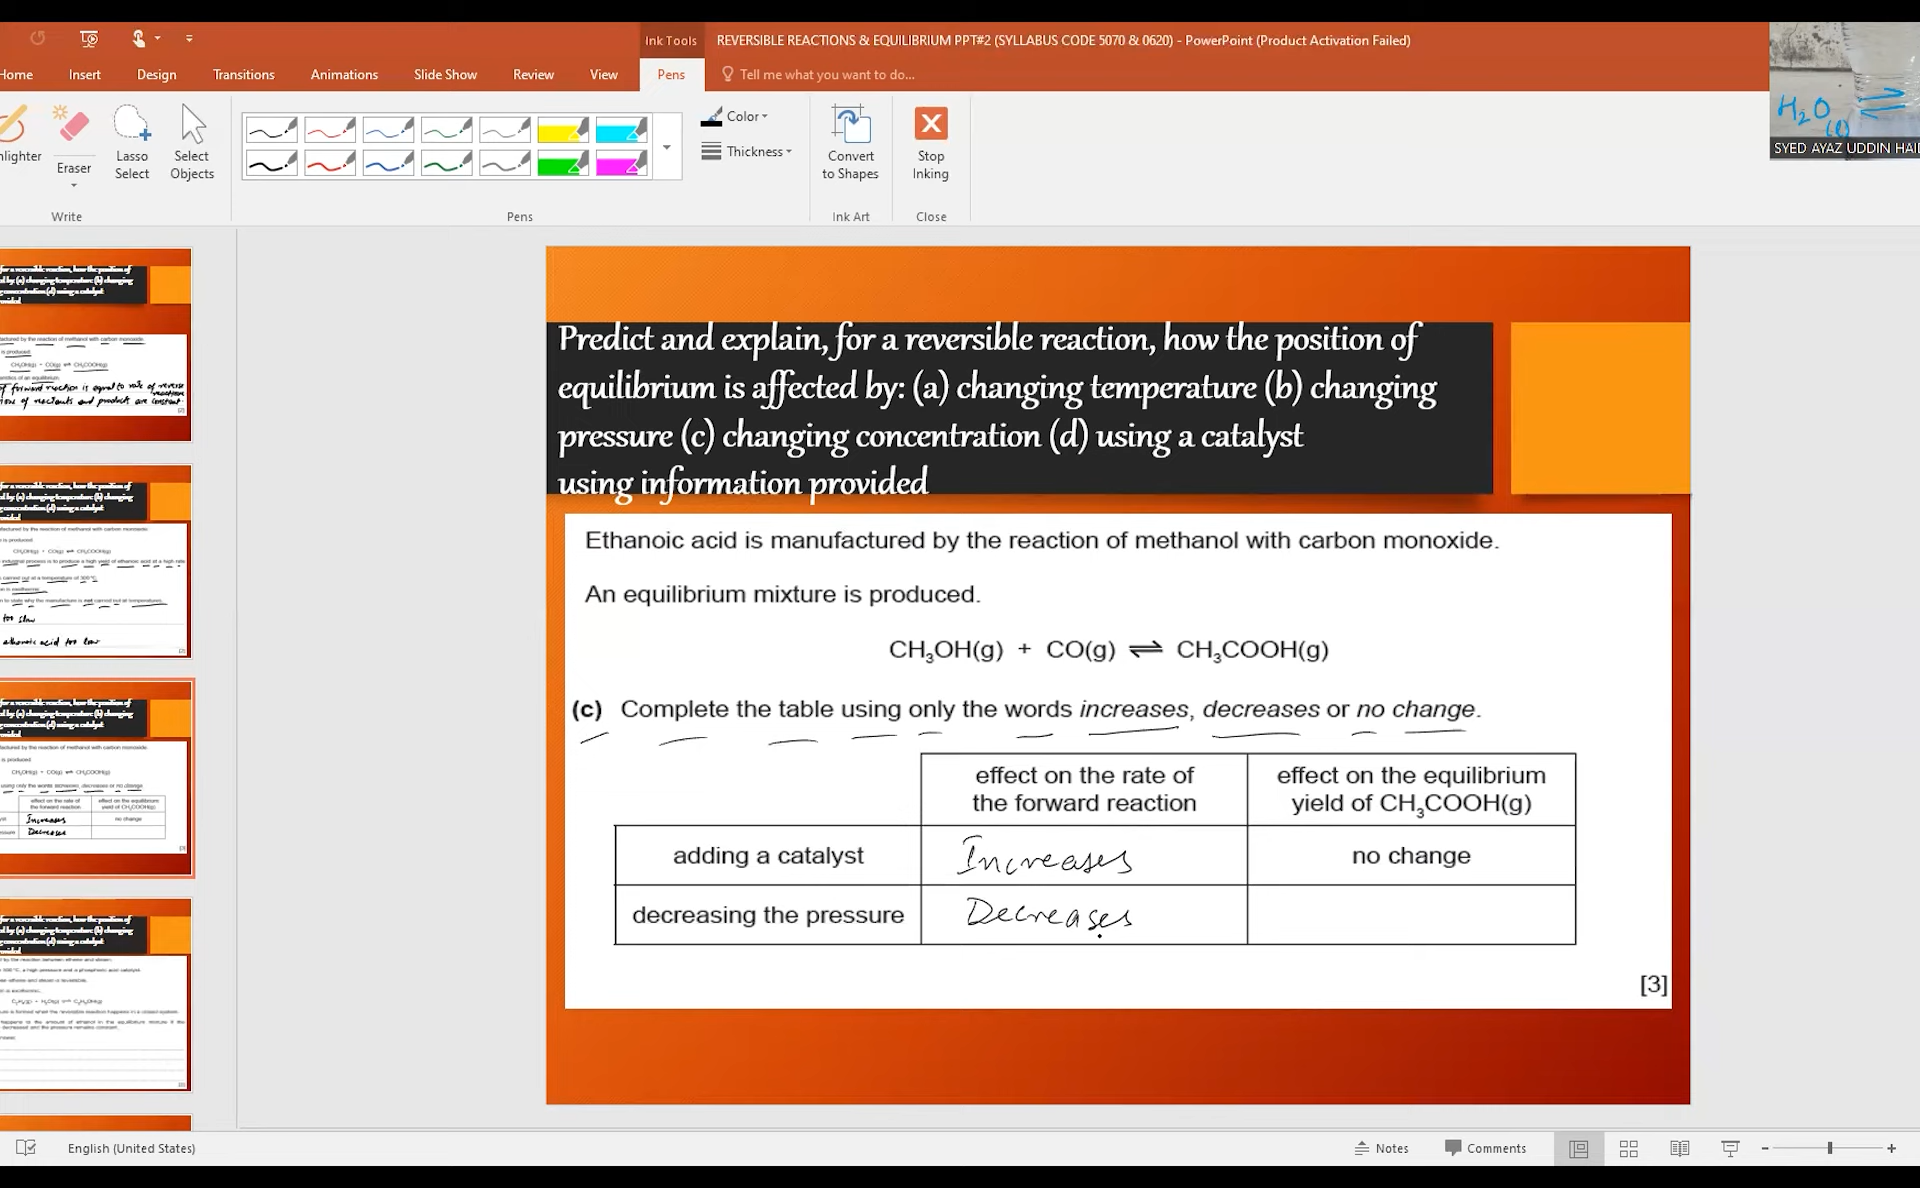 Ink Tools
REVERSIBLE REACTIONS & EQUILIBRIUM PPT#2 (SYLLABUS CODE 5070 & 0620) - PowerPoint (Product Activation Failed)
Home Insert Design Transitions Animations Slide Show Review View Pens Tell me what you want to do...
H₂O(l) ⇌
SYED AYAZ UDDIN HAID
Eraser
Lasso Select
Select Objects
Color
Thickness
Convert to Shapes
Stop Inking
Write
Pens
Ink Art
Close
Predict and explain, for a reversible reaction, how the position of
equilibrium is affected by: (a) changing temperature (b) changing
pressure (c) changing concentration (d) using a catalyst
using information provided
Ethanoic acid is manufactured by the reaction of methanol with carbon monoxide.
An equilibrium mixture is produced.
CH₃OH(g) + CO(g) ⇌ CH₃COOH(g)
(c) Complete the table using only the words increases, decreases or no change.
effect on the rate of
the forward reaction
effect on the equilibrium
yield of CH₃COOH(g)
adding a catalyst Increases no change
decreasing the pressure Decreases
[3]
English (United States)
Notes
Comments